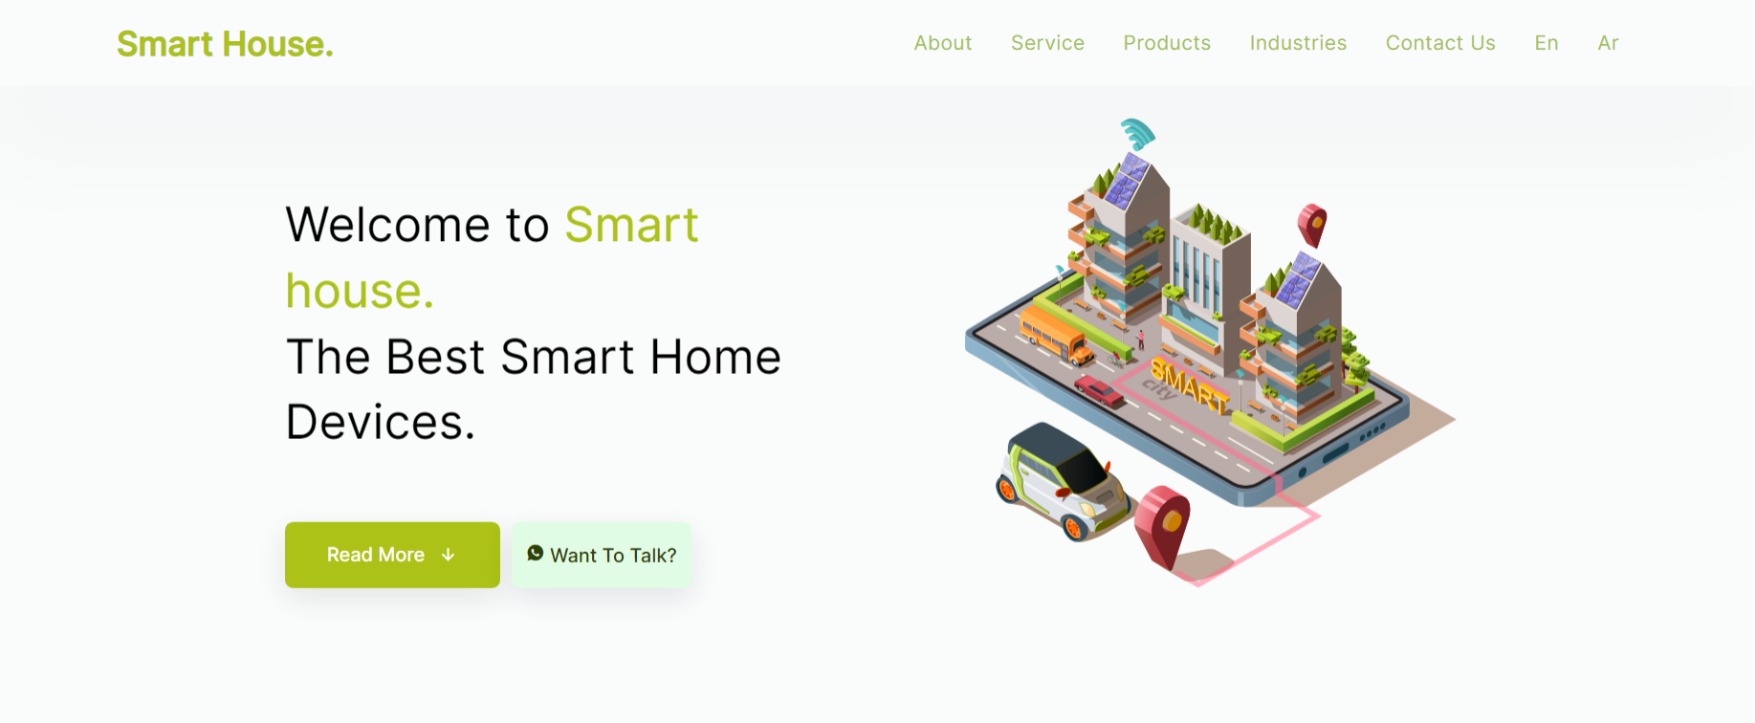 Smart House.
About Service Products Industries Contact Us En Ar
Welcome to Smart
house.
The Best Smart Home
Devices.
SMART
city
Read More ↓
Want To Talk?